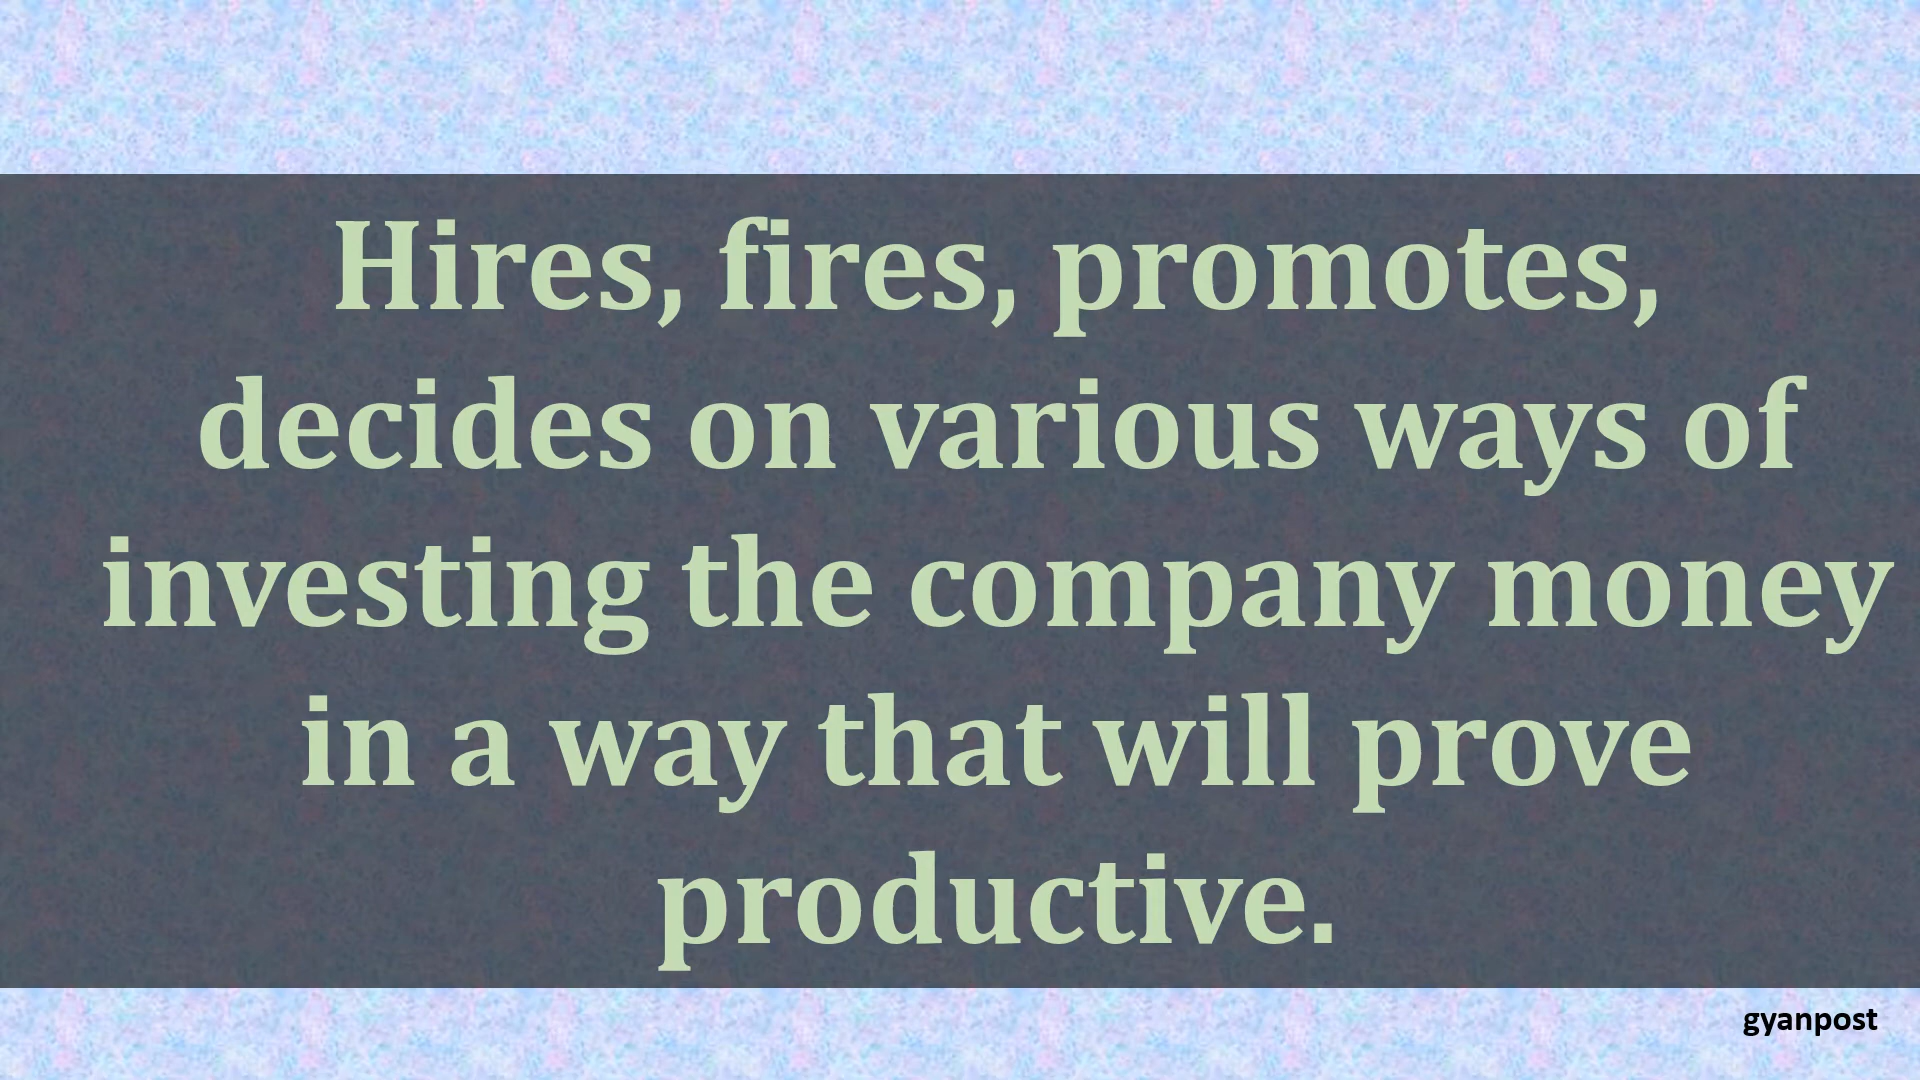 Hires, fires, promotes,
decides on various ways of
investing the company money
in a way that will prove
productive.
gyanpost